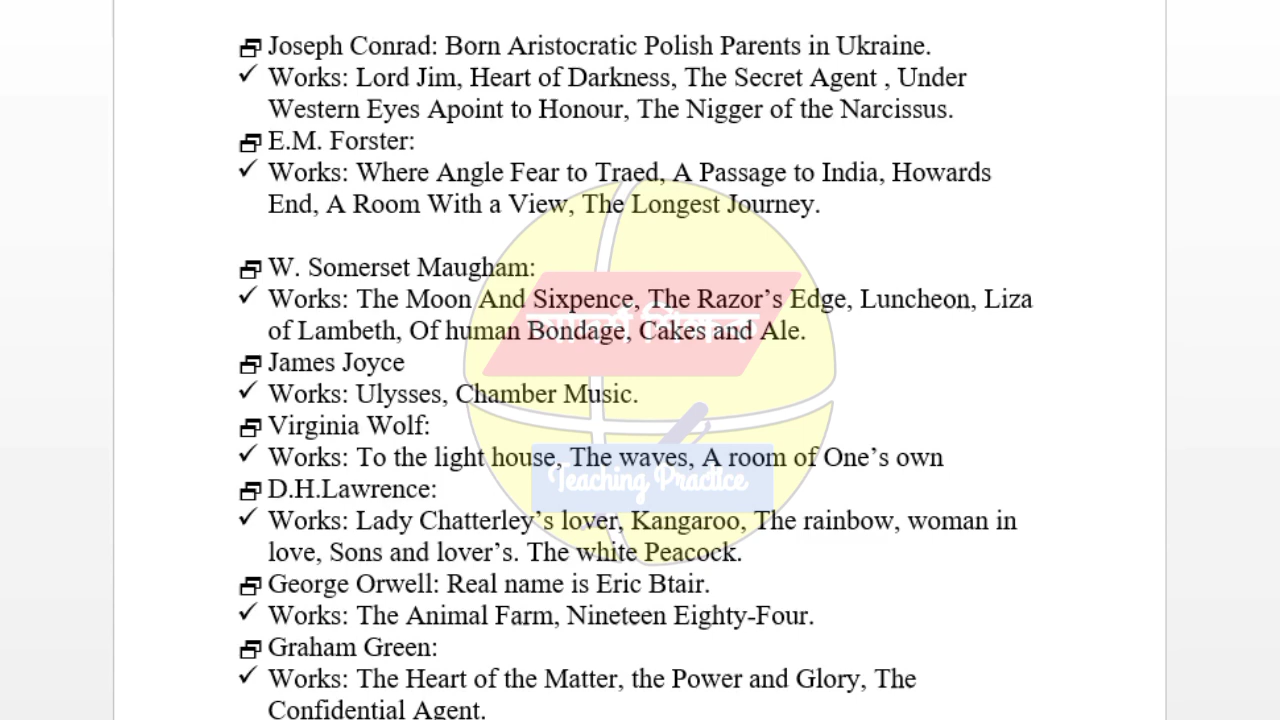 Joseph Conrad: Born Aristocratic Polish Parents in Ukraine.
✓ Works: Lord Jim, Heart of Darkness, The Secret Agent , Under
Western Eyes Apoint to Honour, The Nigger of the Narcissus.
E.M. Forster:
✓ Works: Where Angle Fear to Traed, A Passage to India, Howards
End, A Room With a View, The Longest Journey.
W. Somerset Maugham:
✓ Works: The Moon And Sixpence, The Razor’s Edge, Luncheon, Liza
of Lambeth, Of human Bondage, Cakes and Ale.
James Joyce
✓ Works: Ulysses, Chamber Music.
Virginia Wolf:
✓ Works: To the light house, The waves, A room of One’s own
Teaching Practice
D.H.Lawrence:
✓ Works: Lady Chatterley’s lover, Kangaroo, The rainbow, woman in
love, Sons and lover’s. The white Peacock.
George Orwell: Real name is Eric Btair.
✓ Works: The Animal Farm, Nineteen Eighty-Four.
Graham Green:
✓ Works: The Heart of the Matter, the Power and Glory, The
Confidential Agent.